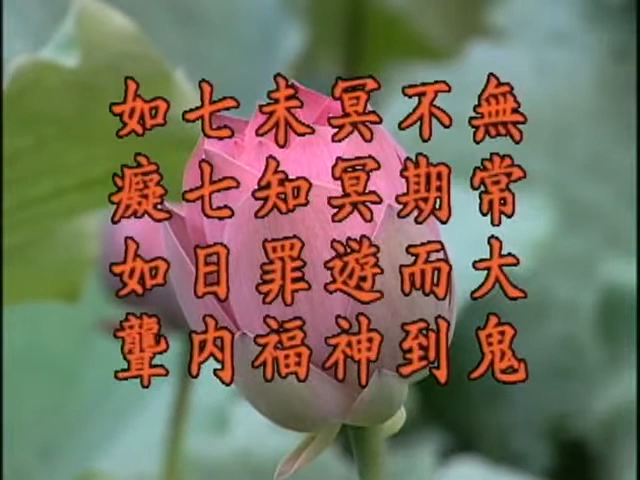 無常大鬼
不期而到
冥冥遊神
未知罪福
七七日內
如癡如聾